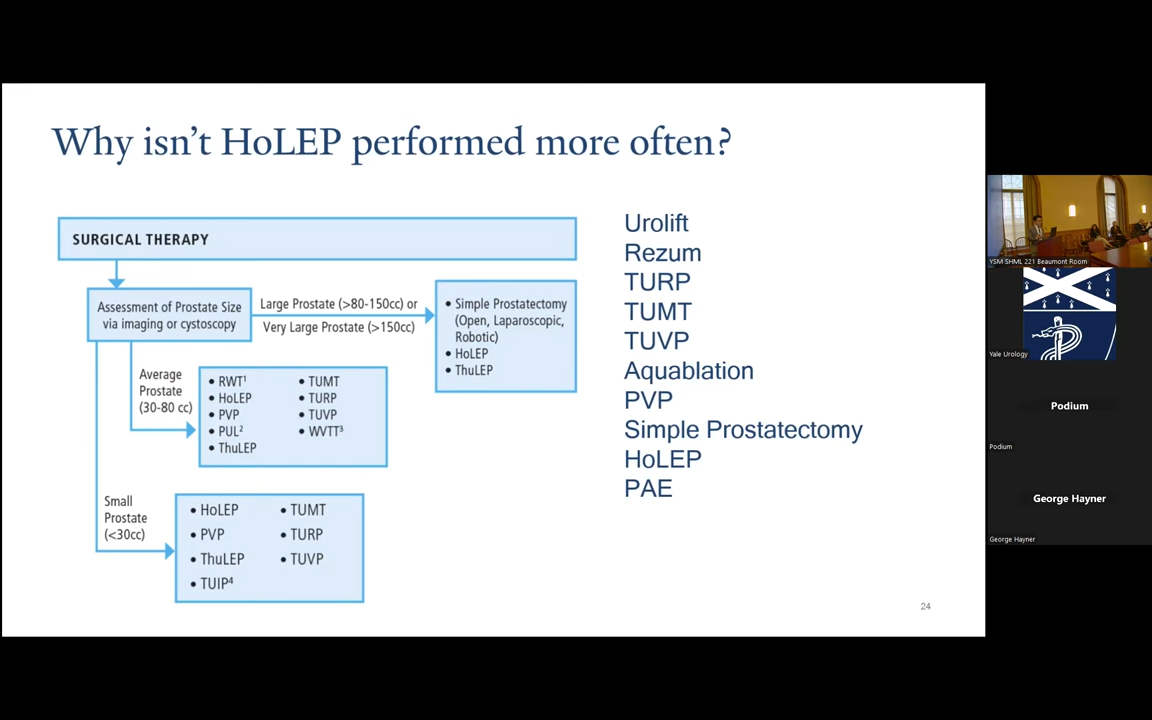 Why isn't HoLEP performed more often?
SURGICAL THERAPY
Assessment of Prostate Size
via imaging or cystoscopy
Large Prostate (>80-150cc) or
Very Large Prostate (>150cc)
• Simple Prostatectomy
(Open, Laparoscopic,
Robotic)
• HoLEP
• ThuLEP
Average
Prostate
(30-80 cc)
• RWT¹
• HoLEP
• PVP
• PUL²
• ThuLEP
• TUMT
• TURP
• TUVP
• WVTT³
Small
Prostate
(<30cc)
• HoLEP
• PVP
• ThuLEP
• TUIP⁴
• TUMT
• TURP
• TUVP
Urolift
Rezum
TURP
TUMT
TUVP
Aquablation
PVP
Simple Prostatectomy
HoLEP
PAE
24
YSM SHML 221 Beaumont Room
Yale Urology
Podium
Podium
George Hayner
George Hayner